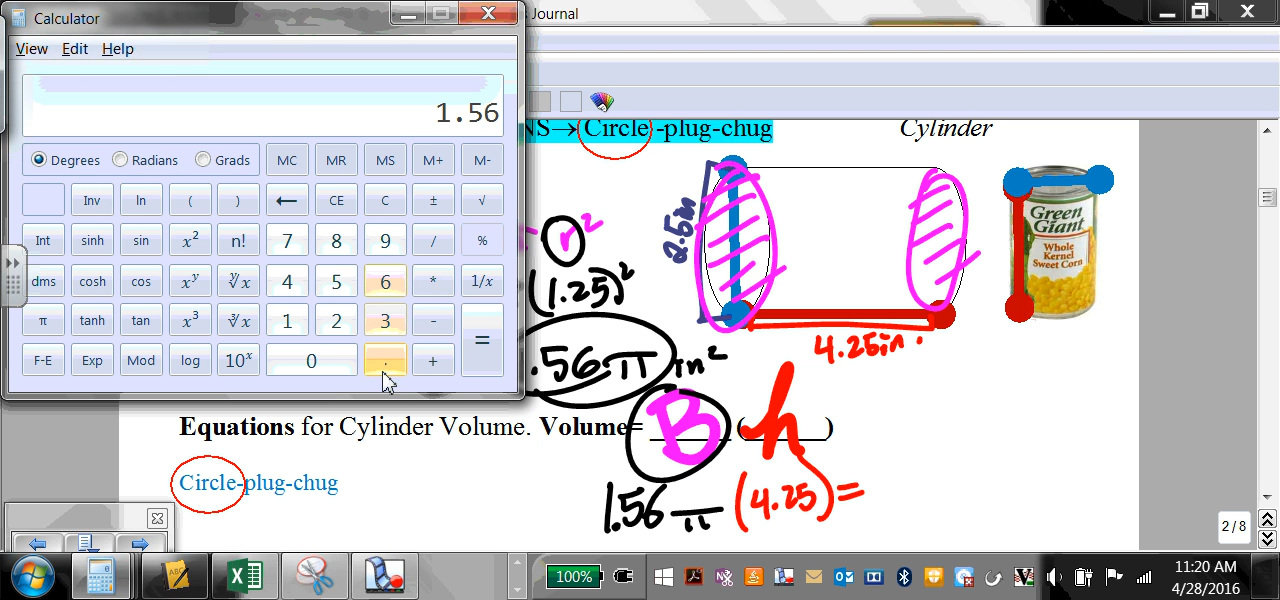 Calculator
s Journal
View Edit Help
1.56
Degrees Radians Grads MC MR MS M+ M-
Inv ln ( ) ← CE C ± √
Int sinh sin x² n! 7 8 9 / %
dms cosh cos xʸ ʸ√x 4 5 6 * 1/x
π tanh tan x³ ³√x 1 2 3 - =
F-E Exp Mod log 10ˣ 0 . +
NS→ Circle -plug-chug Cylinder
r²
(1.25)²
.56π in²
2.5in
4.25in.
Green Giant
Whole Kernel
Sweet Corn
Equations for Cylinder Volume. Volume= B (h)
Circle-plug-chug
1.56π (4.25)=
2/8
100%
11:20 AM
4/28/2016